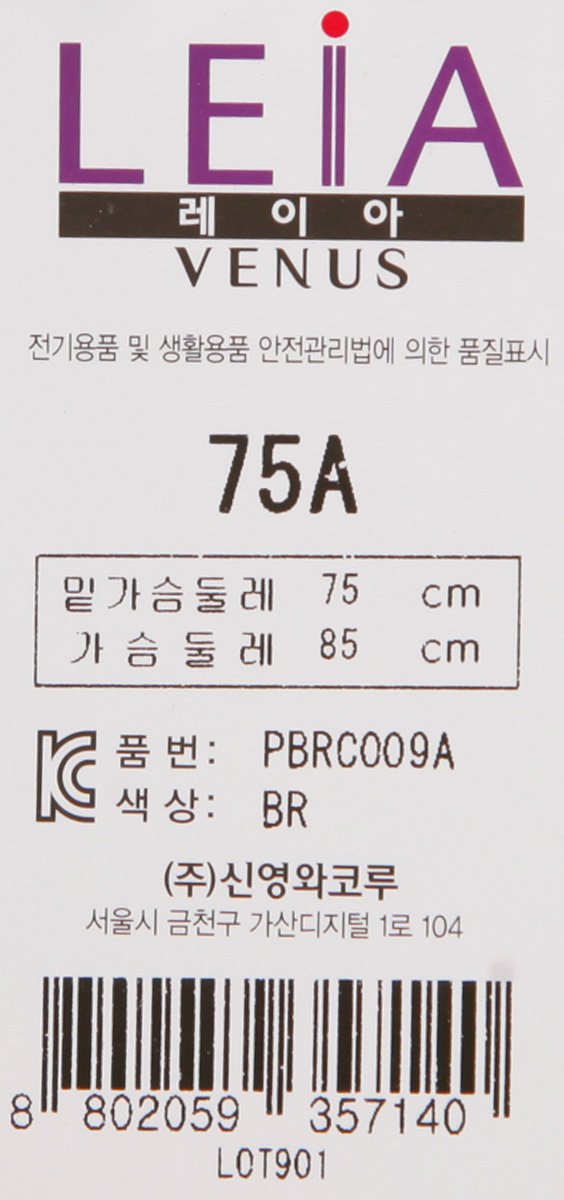 LEiA
레이아
VENUS
전기용품 및 생활용품 안전관리법에 의한 품질표시
75A
밑가슴둘레 75 cm
가슴둘레 85 cm
품번: PBRC009A
색상: BR
(주)신영와코루
서울시 금천구 가산디지털 1로 104
8 802059 357140
LOT901